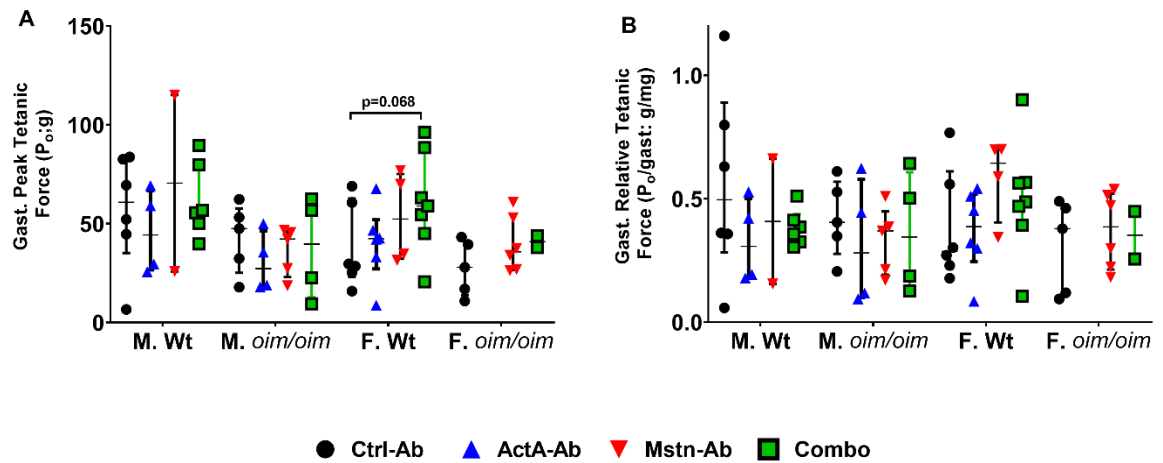 A
Gast. Peak Tetanic
Force (Pₒ;g)
150
100
50
0
p=0.068
M. Wt
M. oim/oim
F. Wt
F. oim/oim
B
Gast. Relative Tetanic
Force (Pₒ/gast: g/mg)
1.0
0.5
0.0
M. Wt
M. oim/oim
F. Wt
F. oim/oim
Ctrl-Ab
ActA-Ab
Mstn-Ab
Combo